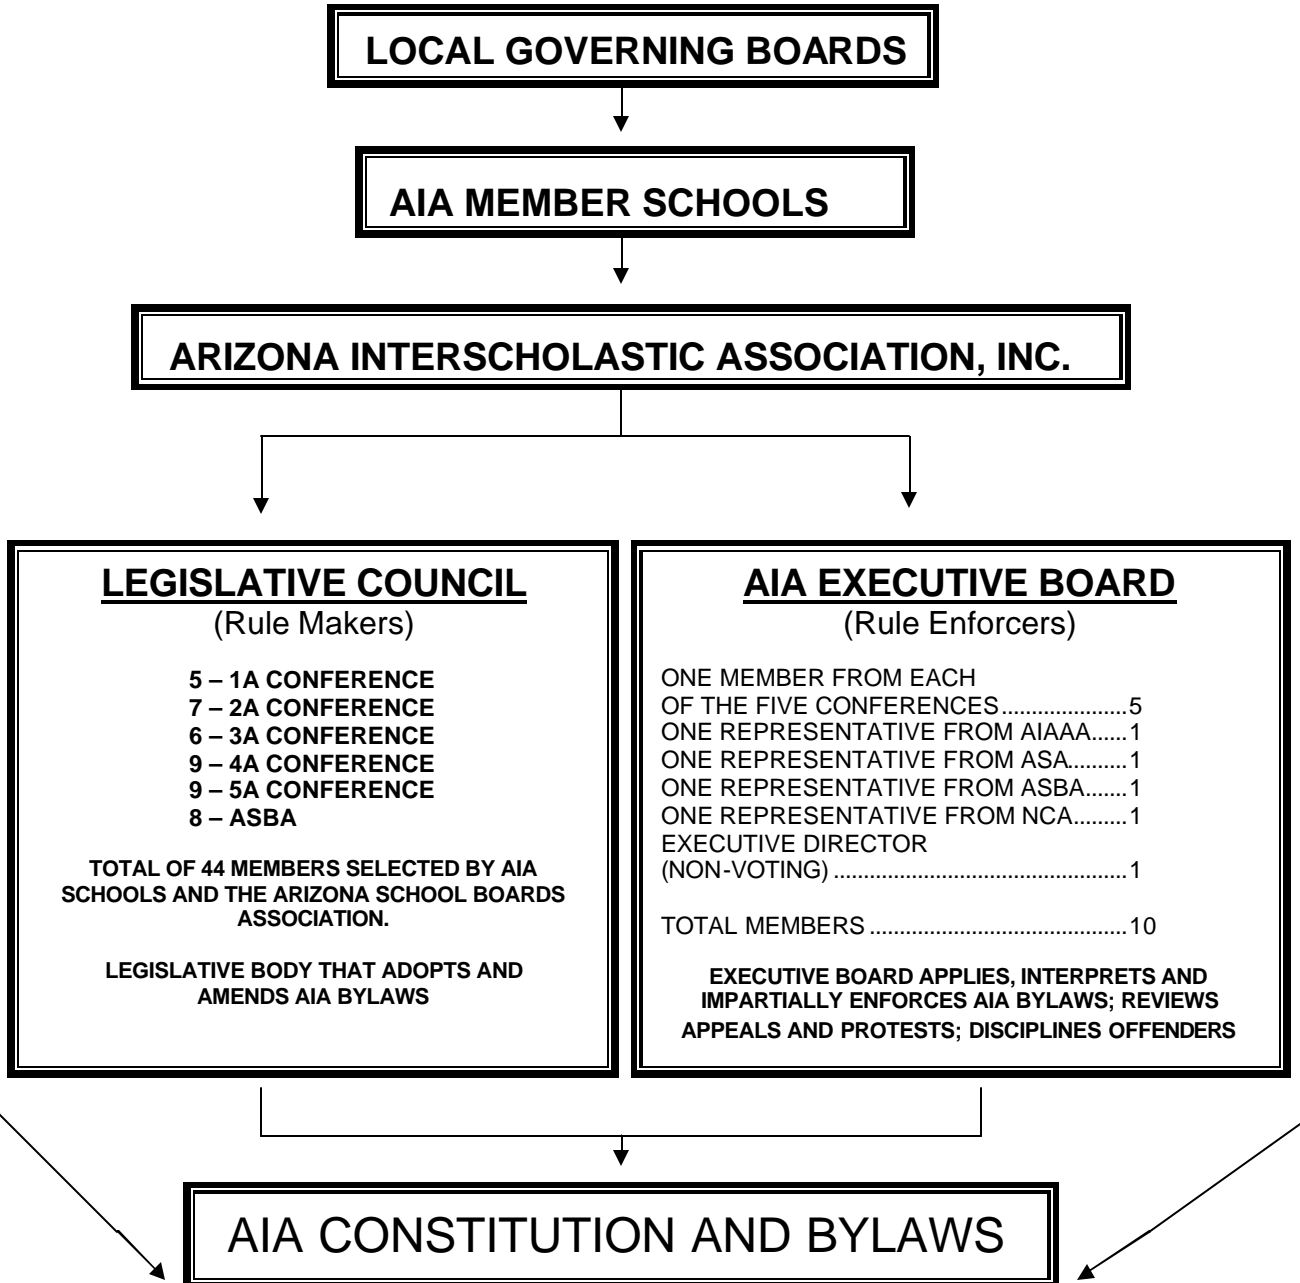 LOCAL GOVERNING BOARDS
AIA MEMBER SCHOOLS
ARIZONA INTERSCHOLASTIC ASSOCIATION, INC.
LEGISLATIVE COUNCIL
(Rule Makers)
5 – 1A CONFERENCE
7 – 2A CONFERENCE
6 – 3A CONFERENCE
9 – 4A CONFERENCE
9 – 5A CONFERENCE
8 – ASBA
TOTAL OF 44 MEMBERS SELECTED BY AIA
SCHOOLS AND THE ARIZONA SCHOOL BOARDS
ASSOCIATION.
LEGISLATIVE BODY THAT ADOPTS AND
AMENDS AIA BYLAWS
AIA EXECUTIVE BOARD
(Rule Enforcers)
ONE MEMBER FROM EACH
OF THE FIVE CONFERENCES.....................5
ONE REPRESENTATIVE FROM AIAAA......1
ONE REPRESENTATIVE FROM ASA..........1
ONE REPRESENTATIVE FROM ASBA.......1
ONE REPRESENTATIVE FROM NCA.........1
EXECUTIVE DIRECTOR
(NON-VOTING) .................................................1
TOTAL MEMBERS ...........................................10
EXECUTIVE BOARD APPLIES, INTERPRETS AND
IMPARTIALLY ENFORCES AIA BYLAWS; REVIEWS
APPEALS AND PROTESTS; DISCIPLINES OFFENDERS
AIA CONSTITUTION AND BYLAWS